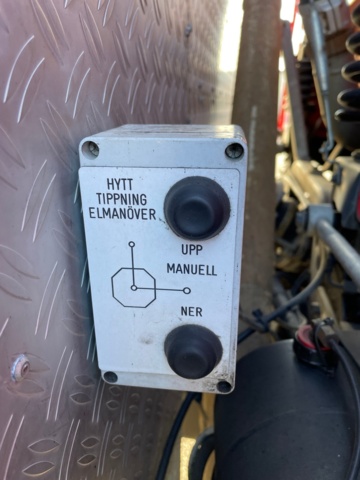 HYTT
TIPPNING
ELMANÖVER
UPP
MANUELL
NER